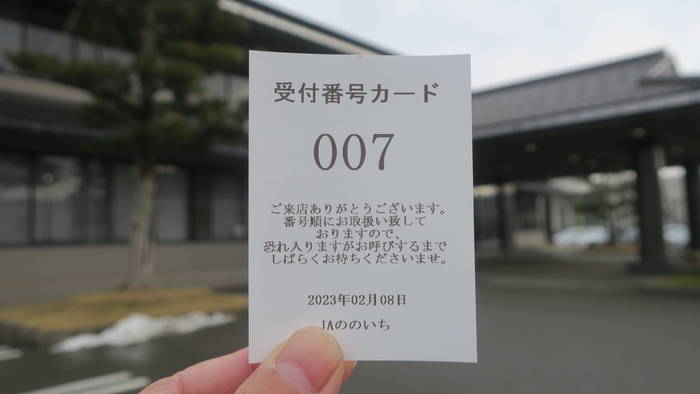 受付番号カード
007
ご来店ありがとうございます。
番号順にお取扱い致して
おりますので、
恐れ入りますがお呼びするまで
しばらくお待ちくださいませ。
2023年02月08日
JAののいち